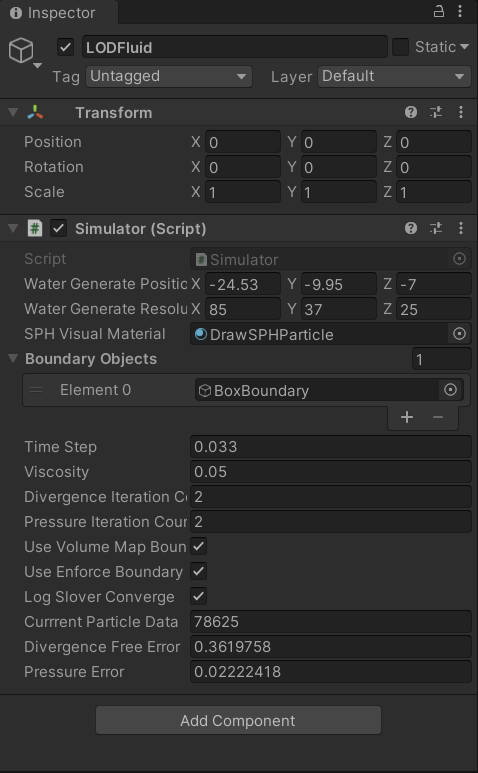 Inspector
LODFluid Static
Tag Untagged Layer Default
Transform
Position X 0 Y 0 Z 0
Rotation X 0 Y 0 Z 0
Scale X 1 Y 1 Z 1
# Simulator (Script)
Script # Simulator
Water Generate Positic X -24.53 Y -9.95 Z -7
Water Generate Resolu X 85 Y 37 Z 25
SPH Visual Material DrawSPHParticle
Boundary Objects 1
Element 0 BoxBoundary
+ −
Time Step 0.033
Viscosity 0.05
Divergence Iteration Co 2
Pressure Iteration Coun 2
Use Volume Map Boun
Use Enforce Boundary
Log Slover Converge
Currrent Particle Data 78625
Divergence Free Error 0.3619758
Pressure Error 0.02222418
Add Component